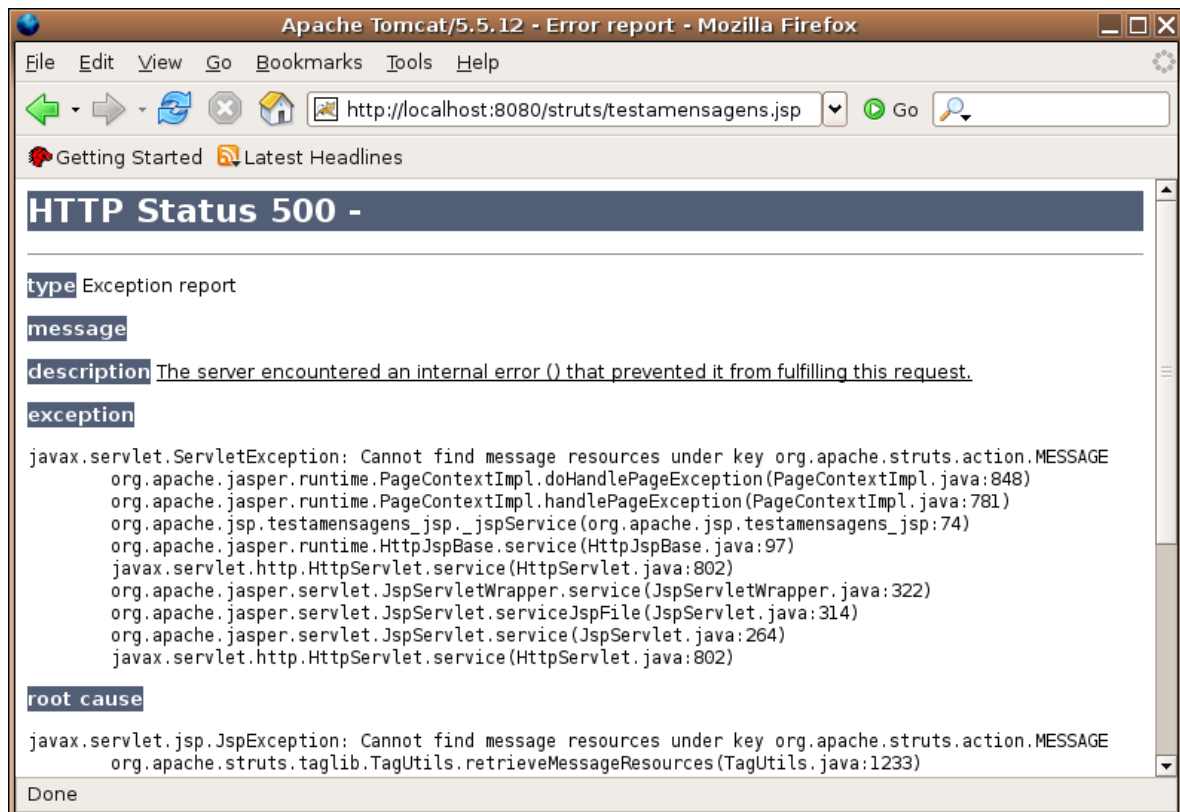 Apache Tomcat/5.5.12 - Error report - Mozilla Firefox
File Edit View Go Bookmarks Tools Help
http://localhost:8080/struts/testamensagens.jsp Go
Getting Started Latest Headlines
HTTP Status 500 -
type Exception report
message
description The server encountered an internal error () that prevented it from fulfilling this request.
exception
javax.servlet.ServletException: Cannot find message resources under key org.apache.struts.action.MESSAGE
org.apache.jasper.runtime.PageContextImpl.doHandlePageException(PageContextImpl.java:848)
org.apache.jasper.runtime.PageContextImpl.handlePageException(PageContextImpl.java:781)
org.apache.jsp.testamensagens_jsp._jspService(org.apache.jsp.testamensagens_jsp:74)
org.apache.jasper.runtime.HttpJspBase.service(HttpJspBase.java:97)
javax.servlet.http.HttpServlet.service(HttpServlet.java:802)
org.apache.jasper.servlet.JspServletWrapper.service(JspServletWrapper.java:322)
org.apache.jasper.servlet.JspServlet.serviceJspFile(JspServlet.java:314)
org.apache.jasper.servlet.JspServlet.service(JspServlet.java:264)
javax.servlet.http.HttpServlet.service(HttpServlet.java:802)
root cause
javax.servlet.jsp.JspException: Cannot find message resources under key org.apache.struts.action.MESSAGE
org.apache.struts.taglib.TagUtils.retrieveMessageResources(TagUtils.java:1233)
Done